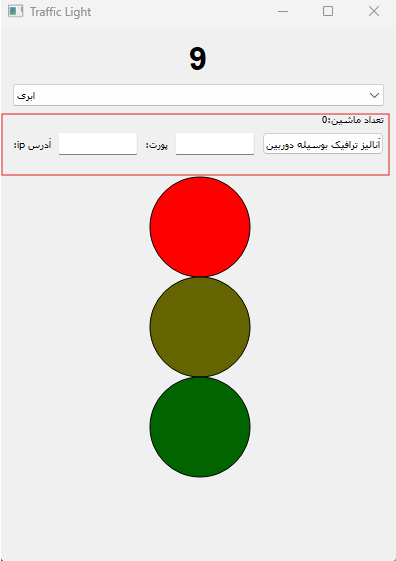 Traffic Light
9
ابری
تعداد ماشین:0
آدرس ip: پورت: آنالیز ترافیک بوسیله دوربین